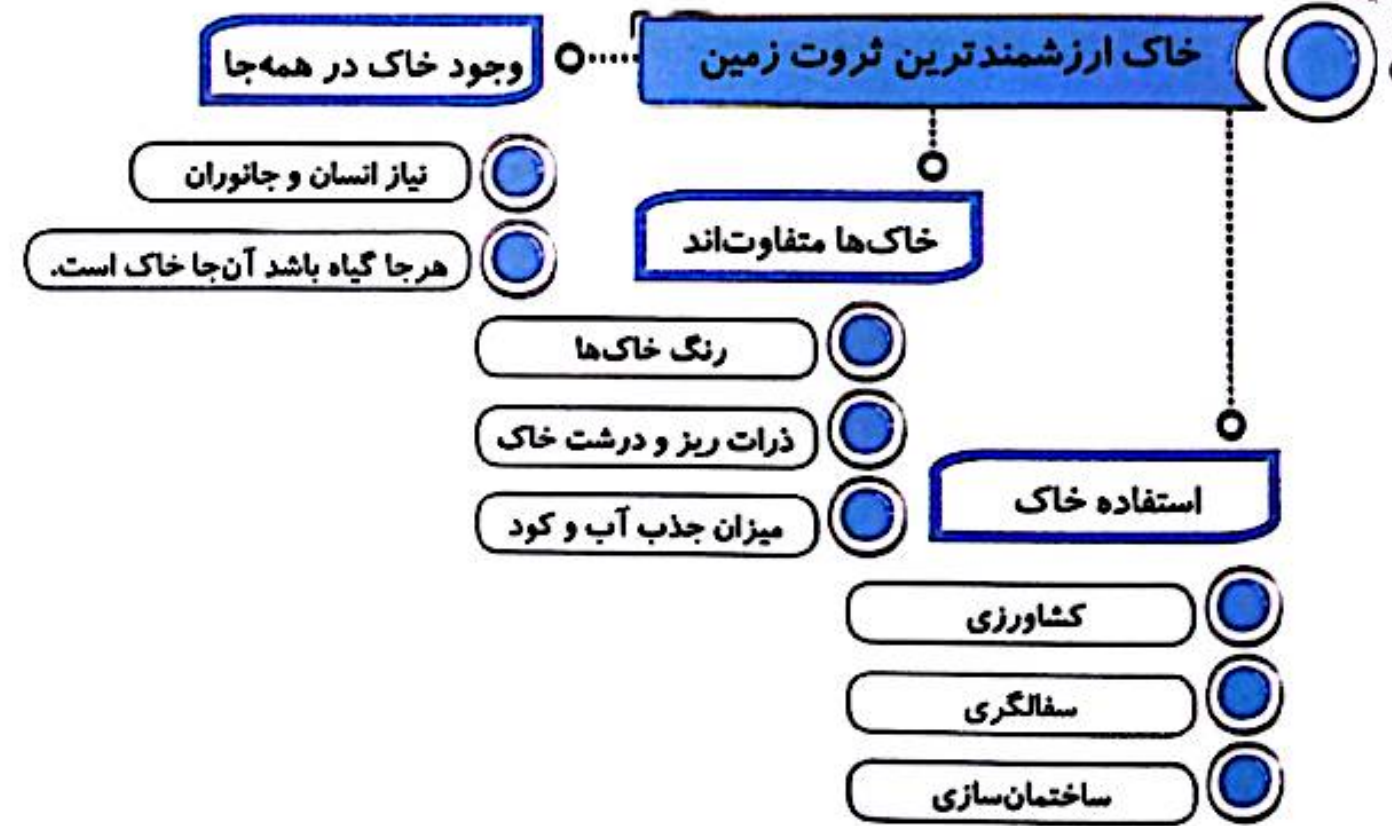 خاک ارزشمندترین ثروت زمین
وجود خاک در همه‌جا
نیاز انسان و جانوران
هرجا گیاه باشد آن‌جا خاک است.
خاک‌ها متفاوت‌اند
رنگ خاک‌ها
ذرات ریز و درشت خاک
میزان جذب آب و کود
استفاده خاک
کشاورزی
سفالگری
ساختمان‌سازی